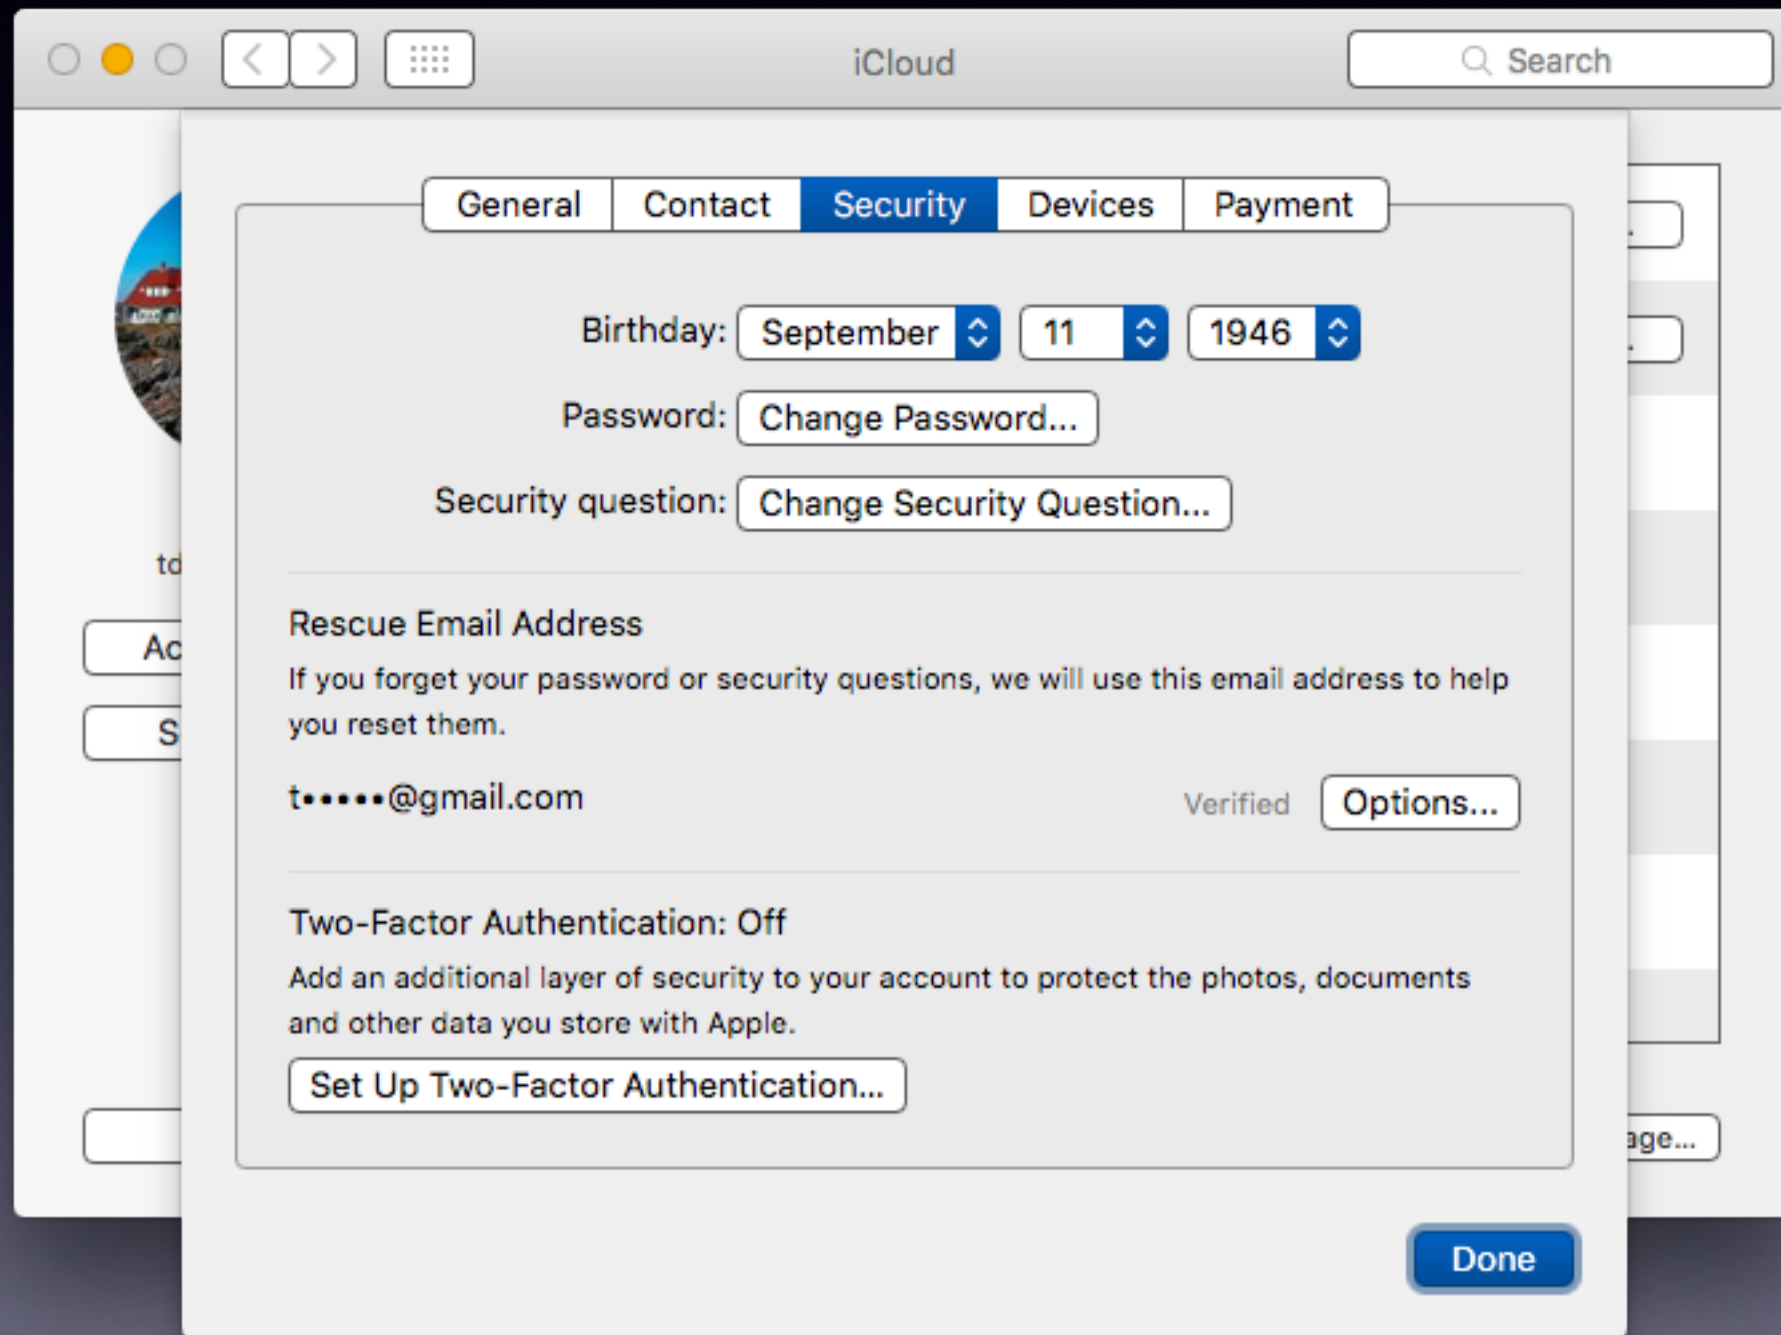 iCloud
Search
General Contact Security Devices Payment
Birthday: September 11 1946
Password: Change Password...
Security question: Change Security Question...
Rescue Email Address
If you forget your password or security questions, we will use this email address to help
you reset them.
t•••••@gmail.com Verified Options...
Two-Factor Authentication: Off
Add an additional layer of security to your account to protect the photos, documents
and other data you store with Apple.
Set Up Two-Factor Authentication...
Done